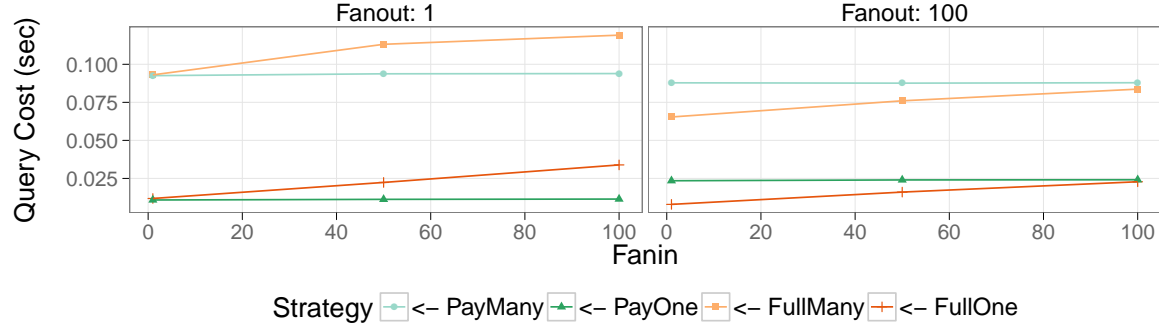 Fanout: 1 Fanout: 100
Query Cost (sec)
0.100
0.075
0.050
0.025
0 20 40 60 80 100 0 20 40 60 80 100
Fanin
Strategy <− PayMany <− PayOne <− FullMany <− FullOne